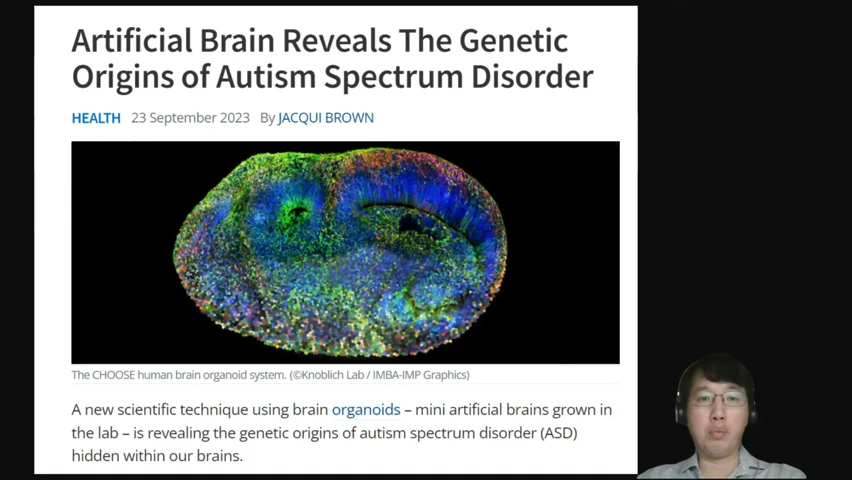 Artificial Brain Reveals The Genetic
Origins of Autism Spectrum Disorder
HEALTH 23 September 2023 By JACQUI BROWN
The CHOOSE human brain organoid system. (©Knoblich Lab / IMBA-IMP Graphics)
A new scientific technique using brain organoids – mini artificial brains grown in
the lab – is revealing the genetic origins of autism spectrum disorder (ASD)
hidden within our brains.